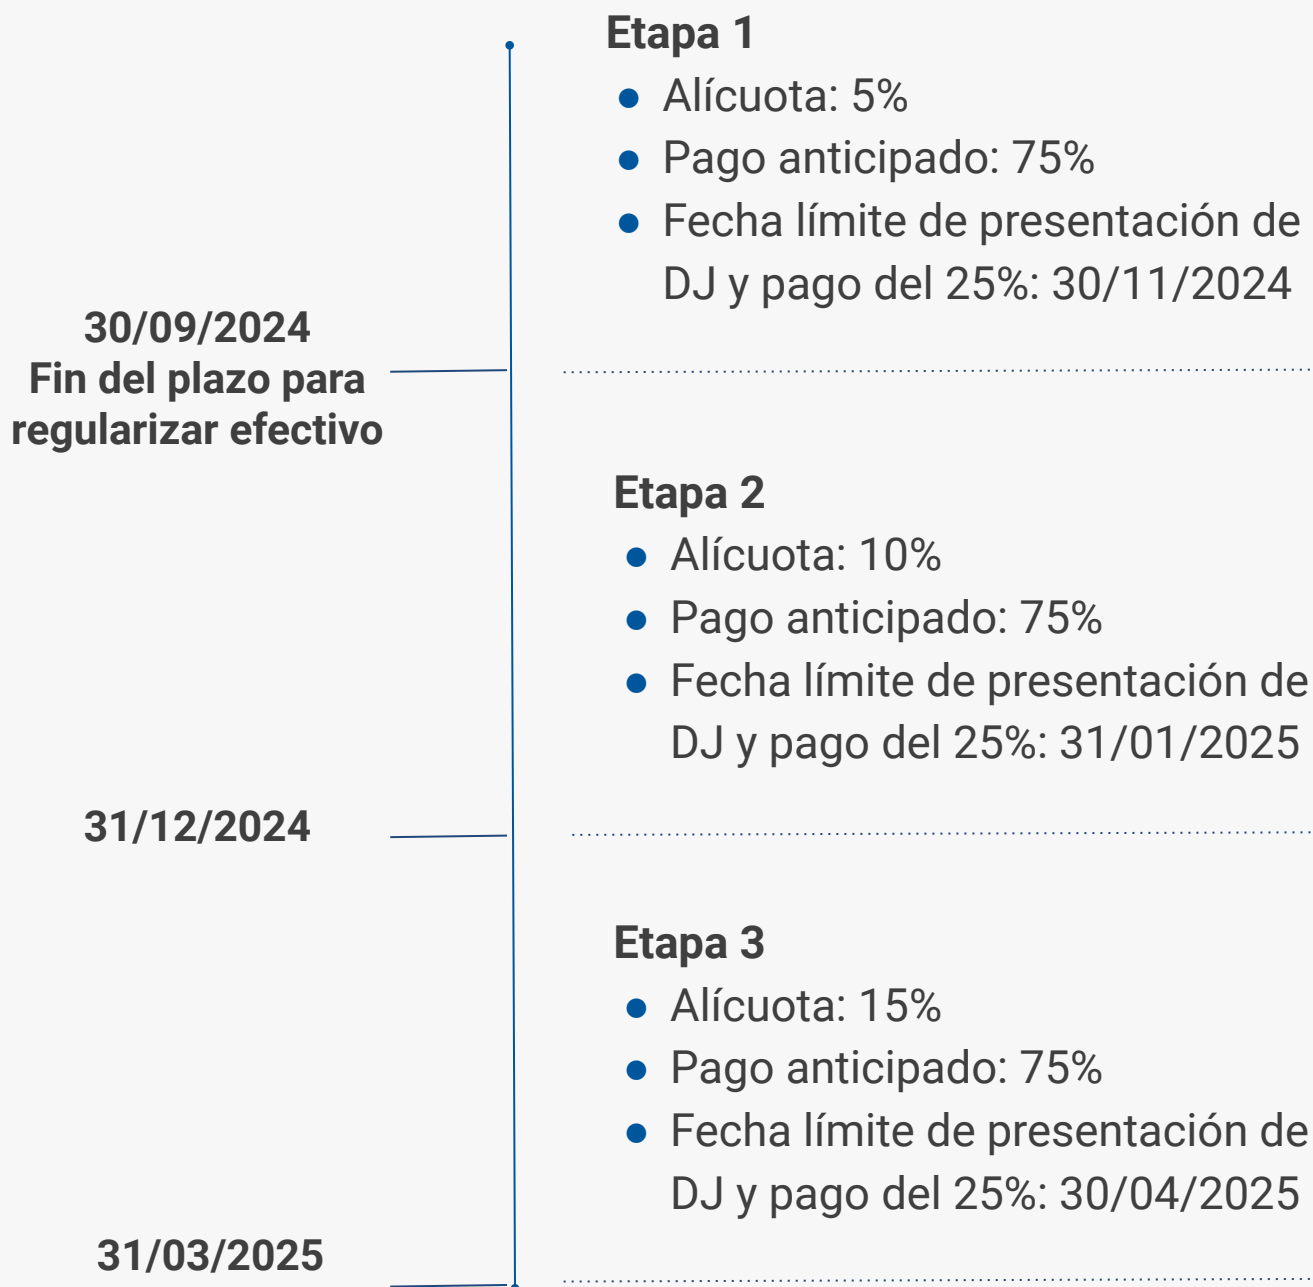 Etapa 1
● Alícuota: 5%
● Pago anticipado: 75%
● Fecha límite de presentación de
DJ y pago del 25%: 30/11/2024
30/09/2024
Fin del plazo para
regularizar efectivo
Etapa 2
● Alícuota: 10%
● Pago anticipado: 75%
● Fecha límite de presentación de
DJ y pago del 25%: 31/01/2025
31/12/2024
Etapa 3
● Alícuota: 15%
● Pago anticipado: 75%
● Fecha límite de presentación de
DJ y pago del 25%: 30/04/2025
31/03/2025